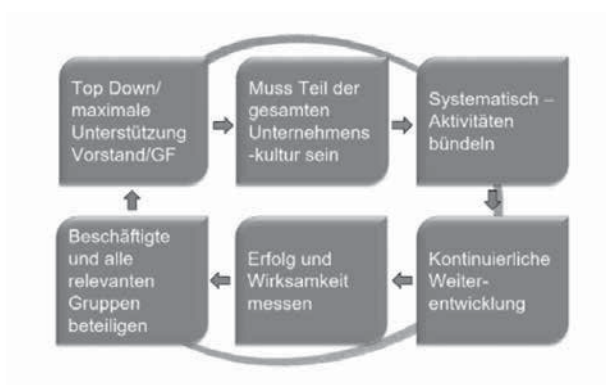 Top Down/
maximale
Unterstützung
Vorstand/GF
Muss Teil der
gesamten
Unternehmens
-kultur sein
Systematisch –
Aktivitäten
bündeln
Beschäftigte
und alle
relevanten
Gruppen
beteiligen
Erfolg und
Wirksamkeit
messen
Kontinuierliche
Weiter-
entwicklung